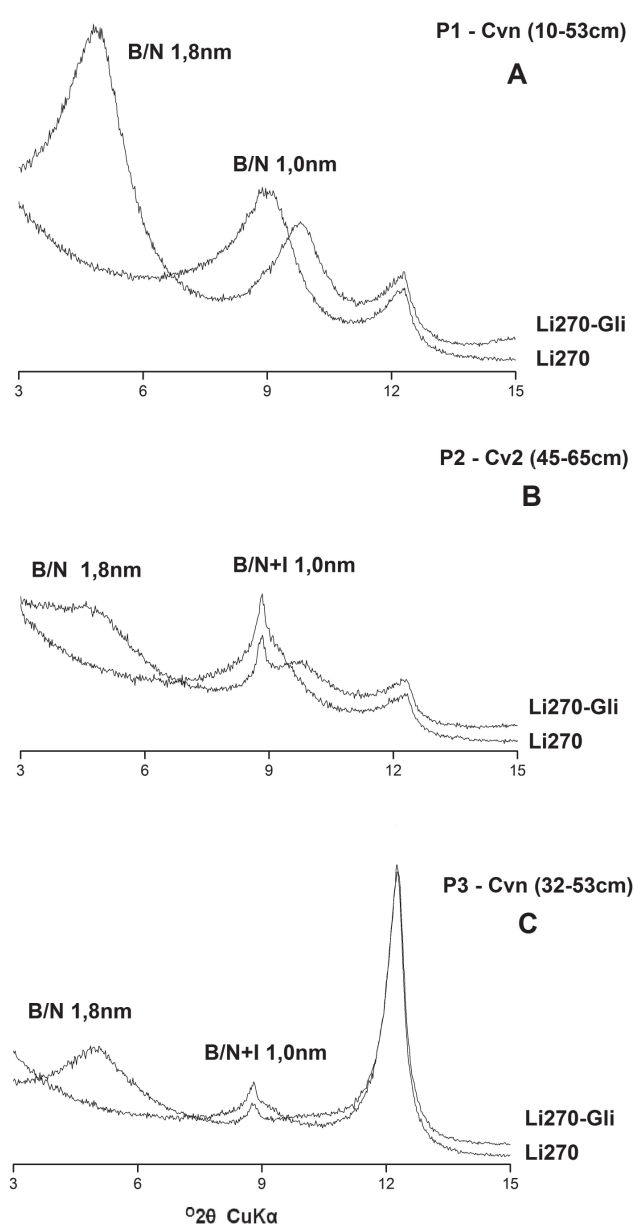 P1 - Cvn (10-53cm)
A
B/N 1,8nm
B/N 1,0nm
Li270-Gli
Li270
3 6 9 12 15
P2 - Cv2 (45-65cm)
B
B/N 1,8nm
B/N+I 1,0nm
Li270-Gli
Li270
3 6 9 12 15
P3 - Cvn (32-53cm)
C
B/N 1,8nm
B/N+I 1,0nm
Li270-Gli
Li270
3 6 9 12 15
O2θ CuKα